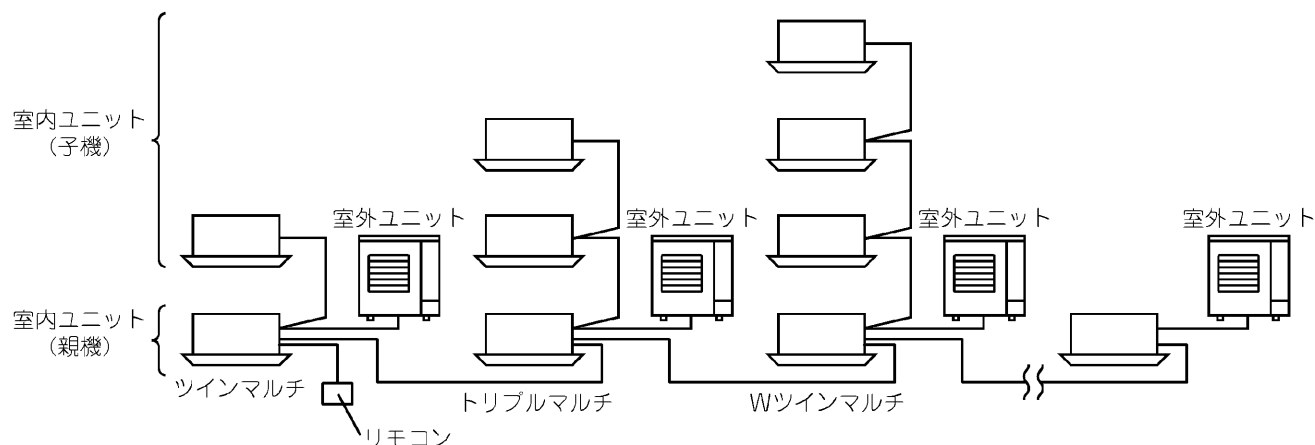 室内ユニット
（子機）
室外ユニット
室外ユニット
室外ユニット
室外ユニット
室内ユニット
（親機）
ツインマルチ
トリプルマルチ
Wツインマルチ
リモコン